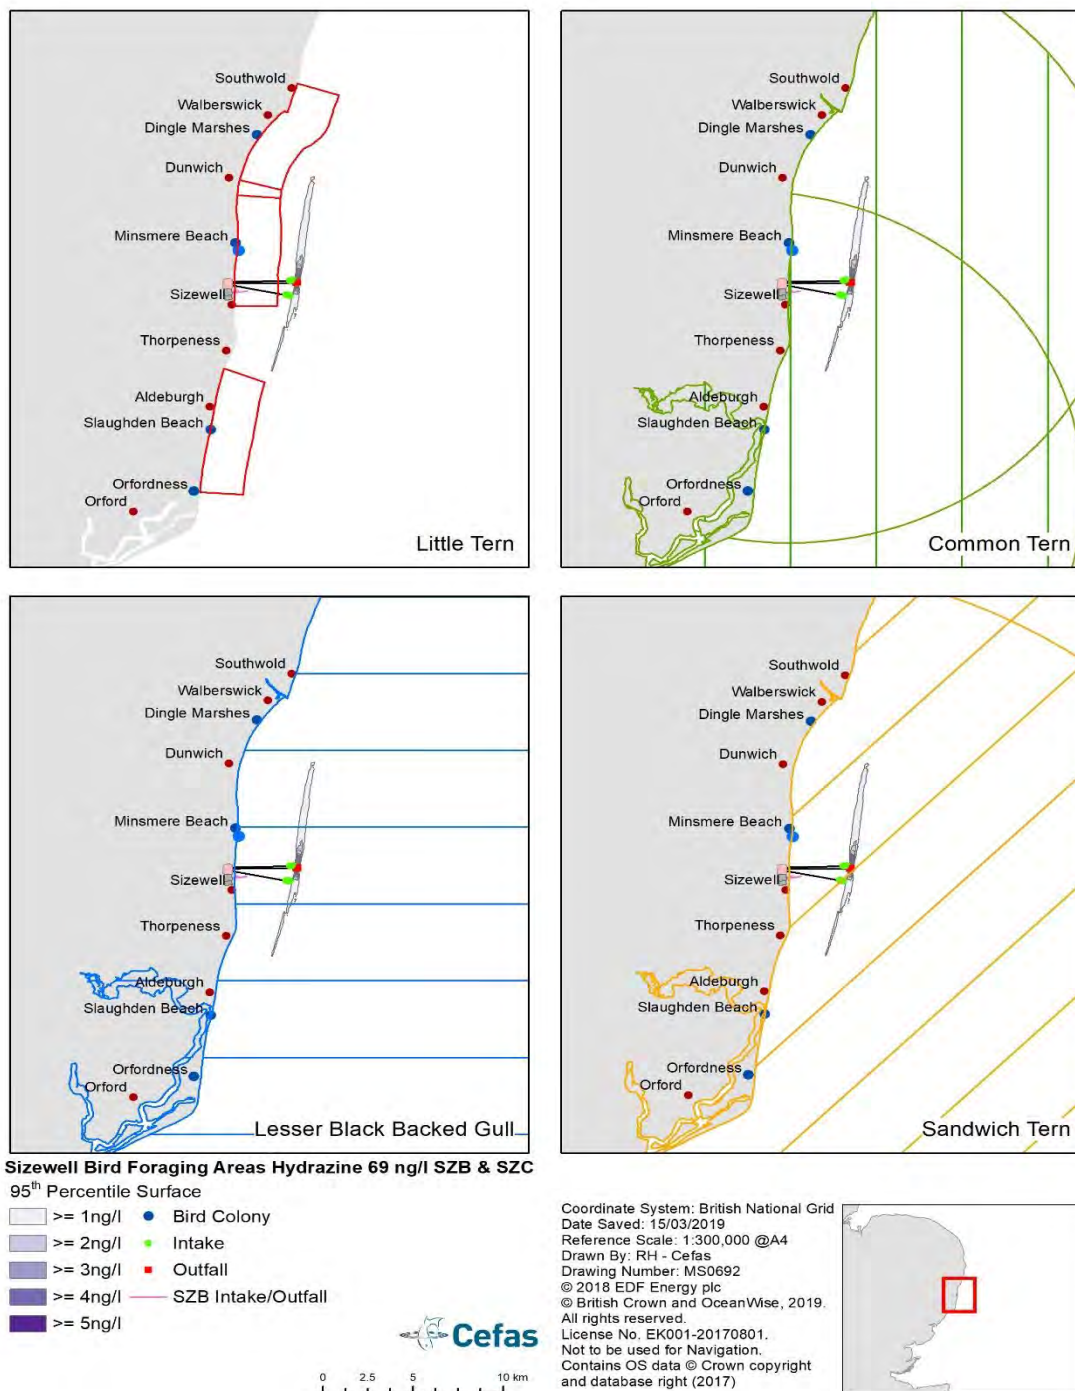 Southwold
Walberswick
Dingle Marshes
Dunwich
Minsmere Beach
Sizewell
Thorpeness
Aldeburgh
Slaughden Beach
Orfordness
Orford
Little Tern
Southwold
Walberswick
Dingle Marshes
Dunwich
Minsmere Beach
Sizewell
Thorpeness
Aldeburgh
Slaughden Beach
Orfordness
Orford
Common Tern
Southwold
Walberswick
Dingle Marshes
Dunwich
Minsmere Beach
Sizewell
Thorpeness
Aldeburgh
Slaughden Beach
Orfordness
Orford
Lesser Black Backed Gull
Southwold
Walberswick
Dingle Marshes
Dunwich
Minsmere Beach
Sizewell
Thorpeness
Aldeburgh
Slaughden Beach
Orfordness
Orford
Sandwich Tern
Sizewell Bird Foraging Areas Hydrazine 69 ng/l SZB & SZC
95th Percentile Surface
>= 1ng/l Bird Colony
>= 2ng/l Intake
>= 3ng/l Outfall
>= 4ng/l SZB Intake/Outfall
>= 5ng/l
Cefas
0 2.5 5 10 km
Coordinate System: British National Grid
Date Saved: 15/03/2019
Reference Scale: 1:300,000 @A4
Drawn By: RH - Cefas
Drawing Number: MS0692
© 2018 EDF Energy plc
© British Crown and OceanWise, 2019.
All rights reserved.
License No. EK001-20170801.
Not to be used for Navigation.
Contains OS data © Crown copyright
and database right (2017)